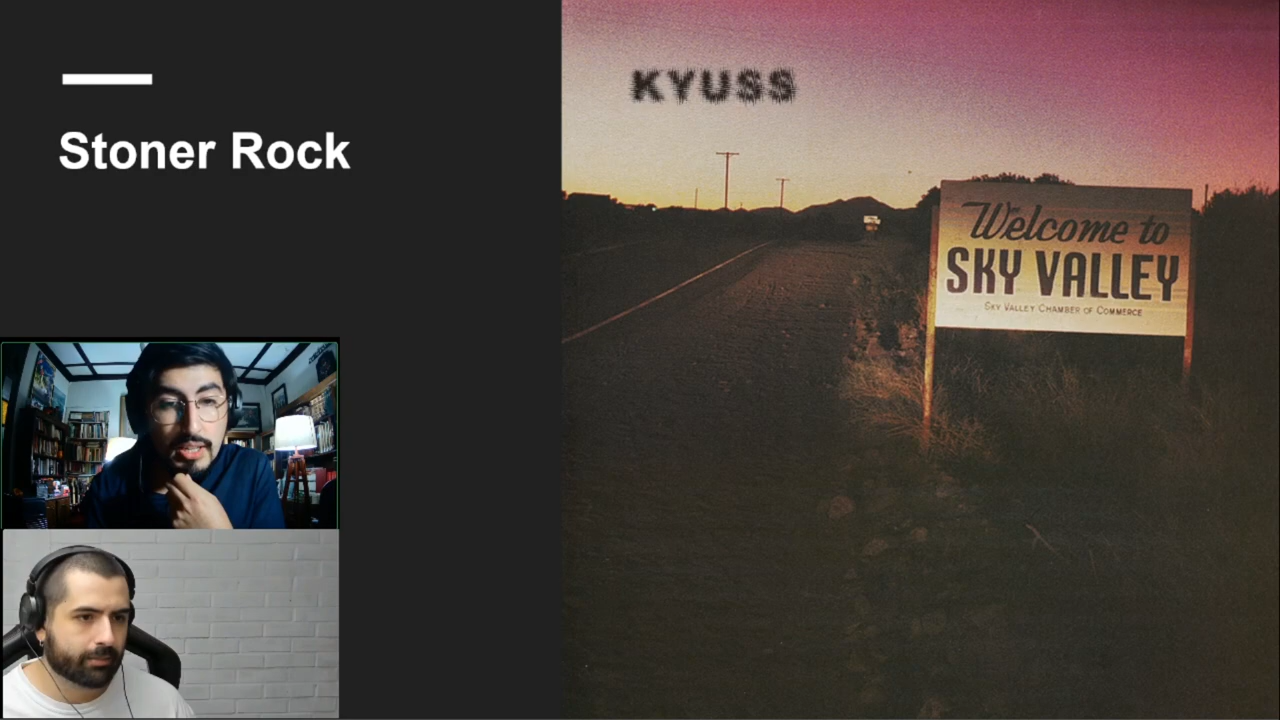 Stoner Rock
KYUSS
Welcome to
SKY VALLEY
SKY VALLEY CHAMBER OF COMMERCE